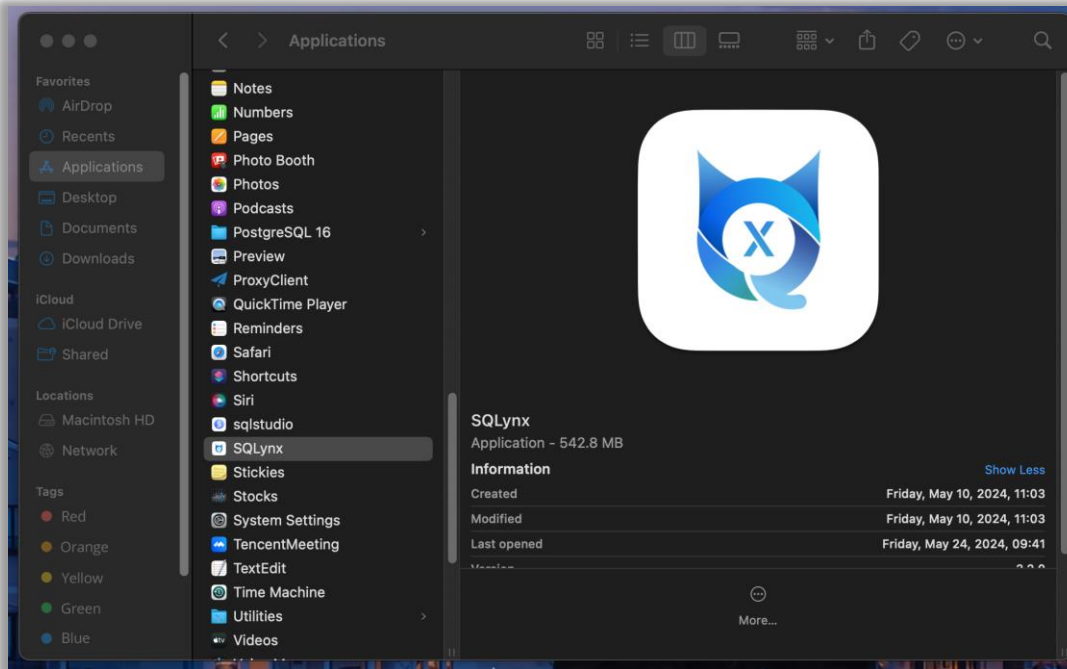 Applications
Favorites
AirDrop
Recents
Applications
Desktop
Documents
Downloads
iCloud
iCloud Drive
Shared
Locations
Macintosh HD
Network
Tags
Red
Orange
Yellow
Green
Blue
Notes
Numbers
Pages
Photo Booth
Photos
Podcasts
PostgreSQL 16
Preview
ProxyClient
QuickTime Player
Reminders
Safari
Shortcuts
Siri
sqlstudio
SQLynx
Stickies
Stocks
System Settings
TencentMeeting
TextEdit
Time Machine
Utilities
Videos
X
SQLynx
Application - 542.8 MB
Information Show Less
Created Friday, May 10, 2024, 11:03
Modified Friday, May 10, 2024, 11:03
Last opened Friday, May 24, 2024, 09:41
More...